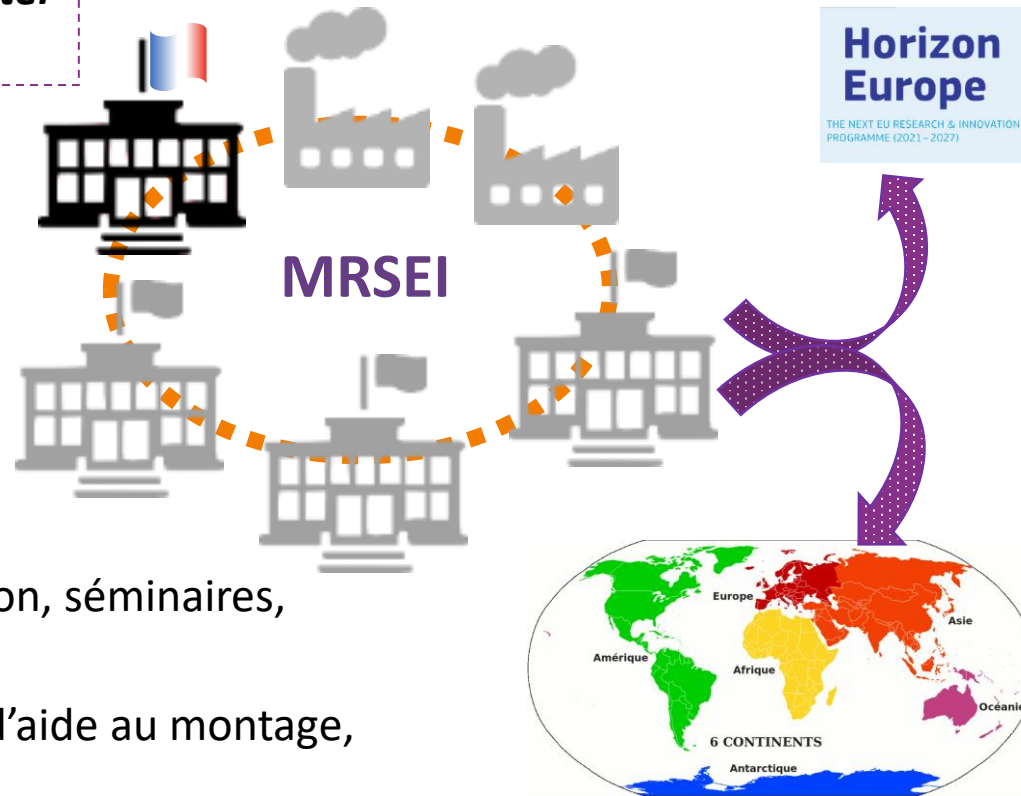 Horizon
Europe
THE NEXT EU RESEARCH & INNOVATION
PROGRAMME (2021–2027)
MRSEI
on, séminaires,
l'aide au montage,
Europe
Asie
Amérique
Afrique
Océanie
6 CONTINENTS
Antarctique